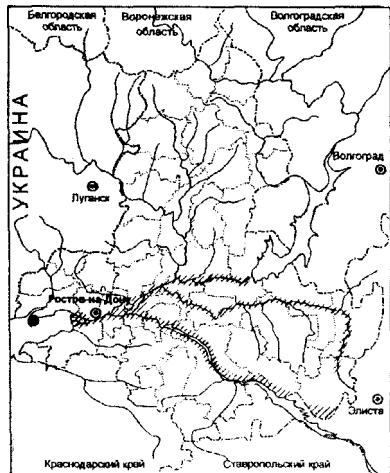 Белгородская
область
Воронежская
область
Волгоградская
область
УКРАИНА
Волгоград
Луганск
Ростов-на-Дону
Элиста
Краснодарский край
Ставропольский край